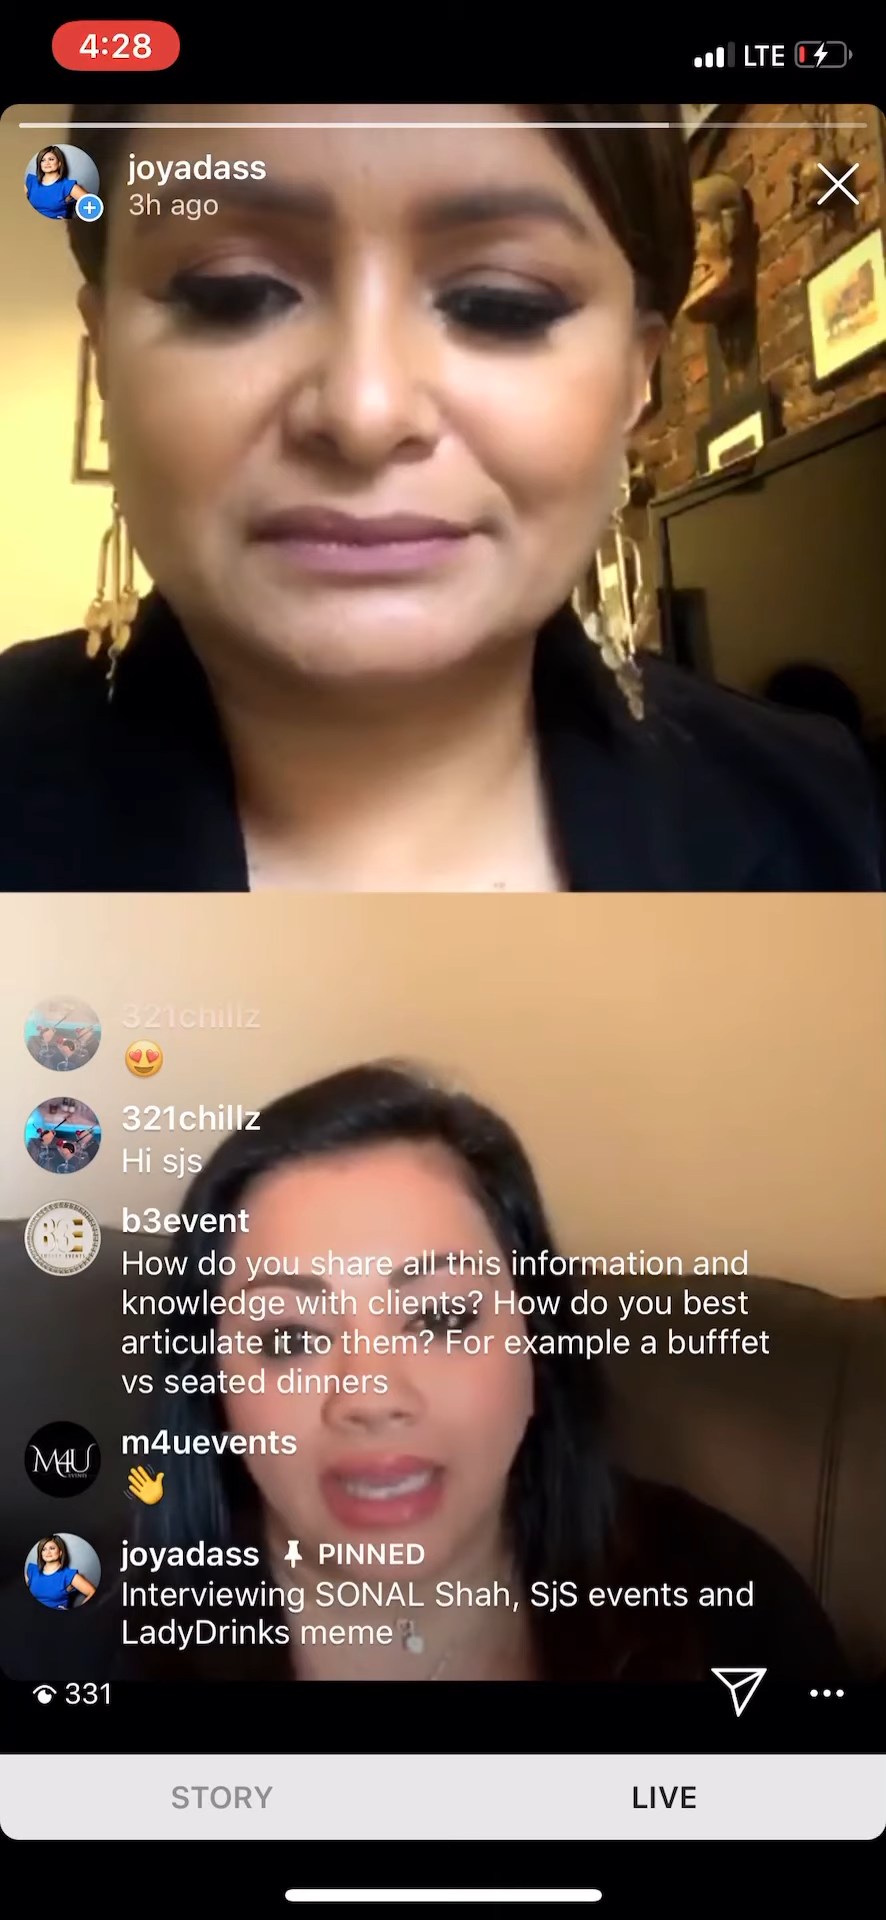 4:28
LTE
joyadass
3h ago
321chillz
😍
321chillz
Hi sjs
b3event
How do you share all this information and
knowledge with clients? How do you best
articulate it to them? For example a bufffet
vs seated dinners
M4U
EVENTS
m4uevents
👋
joyadass PINNED
Interviewing SONAL Shah, SjS events and
LadyDrinks meme
331
STORY
LIVE